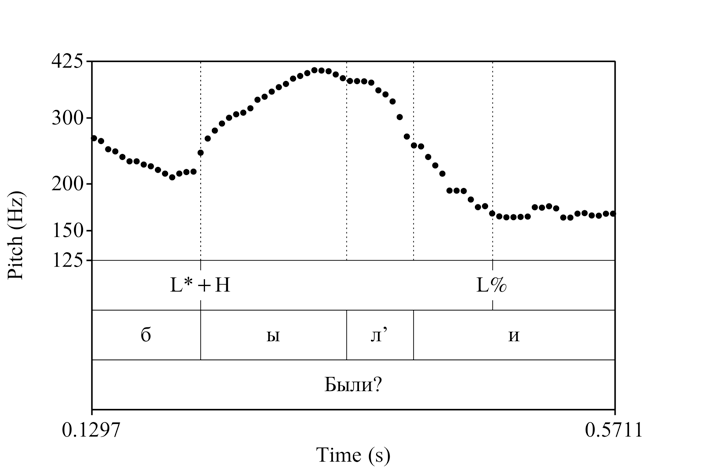 425
300
200
150
125
Pitch (Hz)
L* + H L%
б ы л’ и
Были?
0.1297 0.5711
Time (s)